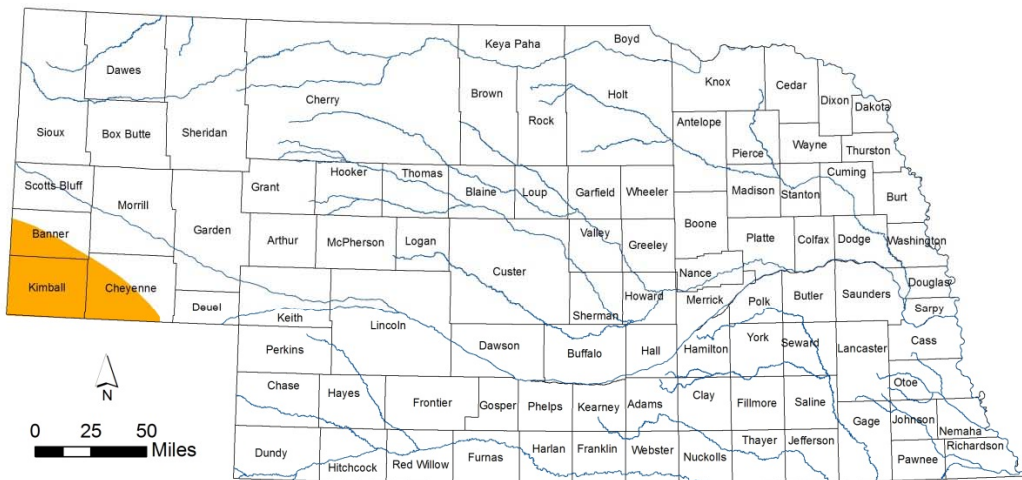 Boyd
Keya Paha
Dawes
Knox
Cedar
Brown
Holt
Cherry
Dixon
Dakota
Rock
Antelope
Sioux
Box Butte
Sheridan
Wayne
Pierce
Thurston
Hooker
Thomas
Cuming
Scotts Bluff
Grant
Blaine
Loup
Garfield
Wheeler
Madison
Stanton
Burt
Morrill
Boone
Garden
Banner
Arthur
McPherson
Logan
Valley
Greeley
Platte
Colfax
Dodge
Washington
Custer
Nance
Kimball
Cheyenne
Howard
Merrick
Polk
Butler
Saunders
Douglas
Deuel
Keith
Lincoln
Sherman
Sarpy
Perkins
Dawson
Buffalo
Hall
Hamilton
York
Seward
Lancaster
Cass
Chase
Hayes
Frontier
Gosper
Phelps
Kearney
Adams
Clay
Fillmore
Saline
Otoe
N
Gage
Johnson
0 25 50
Miles
Nemaha
Dundy
Hitchcock
Red Willow
Furnas
Harlan
Franklin
Webster
Nuckolls
Thayer
Jefferson
Pawnee
Richardson